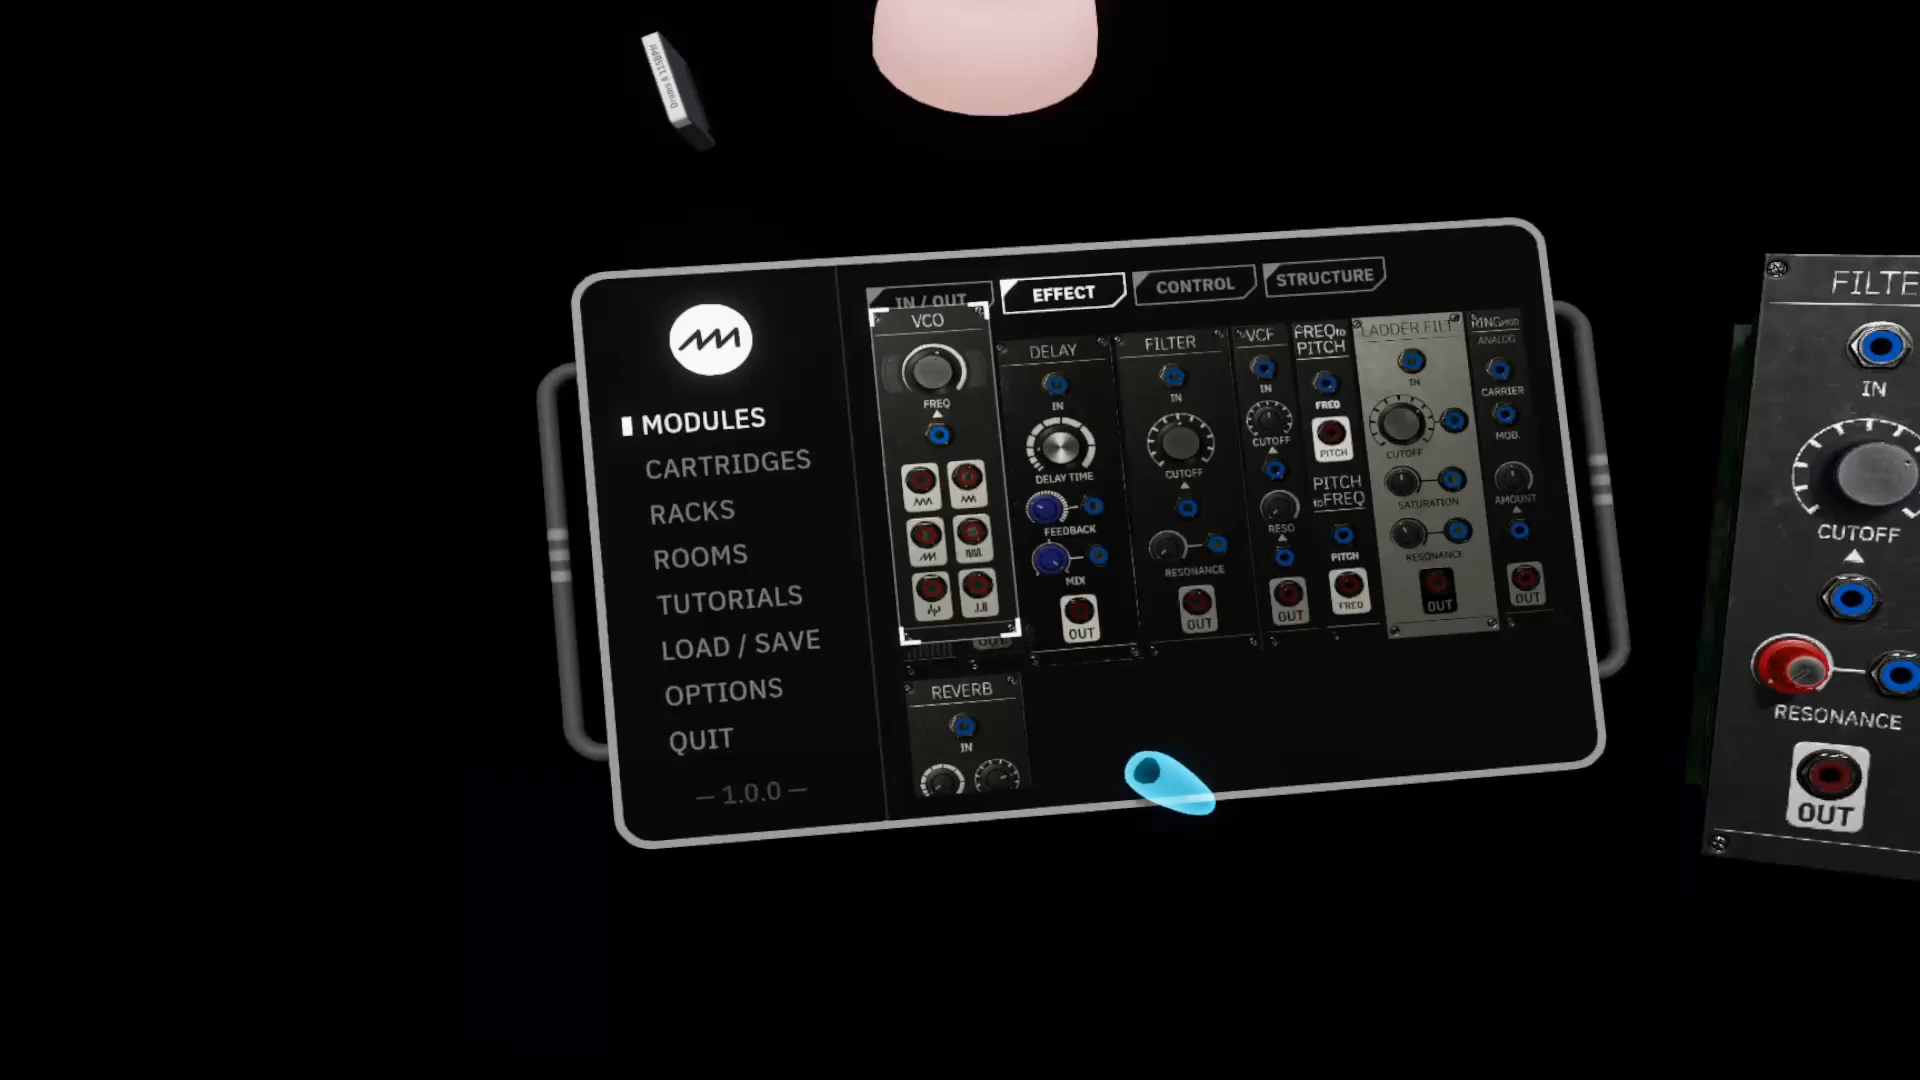 Drums A 115BPM
MODULES
CARTRIDGES
RACKS
ROOMS
TUTORIALS
LOAD / SAVE
OPTIONS
QUIT
— 1.0.0 —
IN / OUT
EFFECT
CONTROL
STRUCTURE
VCO
FREQ
OUT
DELAY
IN
DELAY TIME
FEEDBACK
MIX
OUT
FILTER
IN
CUTOFF
RESONANCE
OUT
VCF
IN
CUTOFF
RESO
OUT
FREQ to
PITCH
FREQ
PITCH
PITCH
to FREQ
PITCH
FREQ
LADDER FILT
IN
CUTOFF
SATURATION
RESONANCE
OUT
RING MOD
ANALOG
CARRIER
MOD.
AMOUNT
OUT
REVERB
IN
FILTE
IN
CUTOFF
RESONANCE
OUT